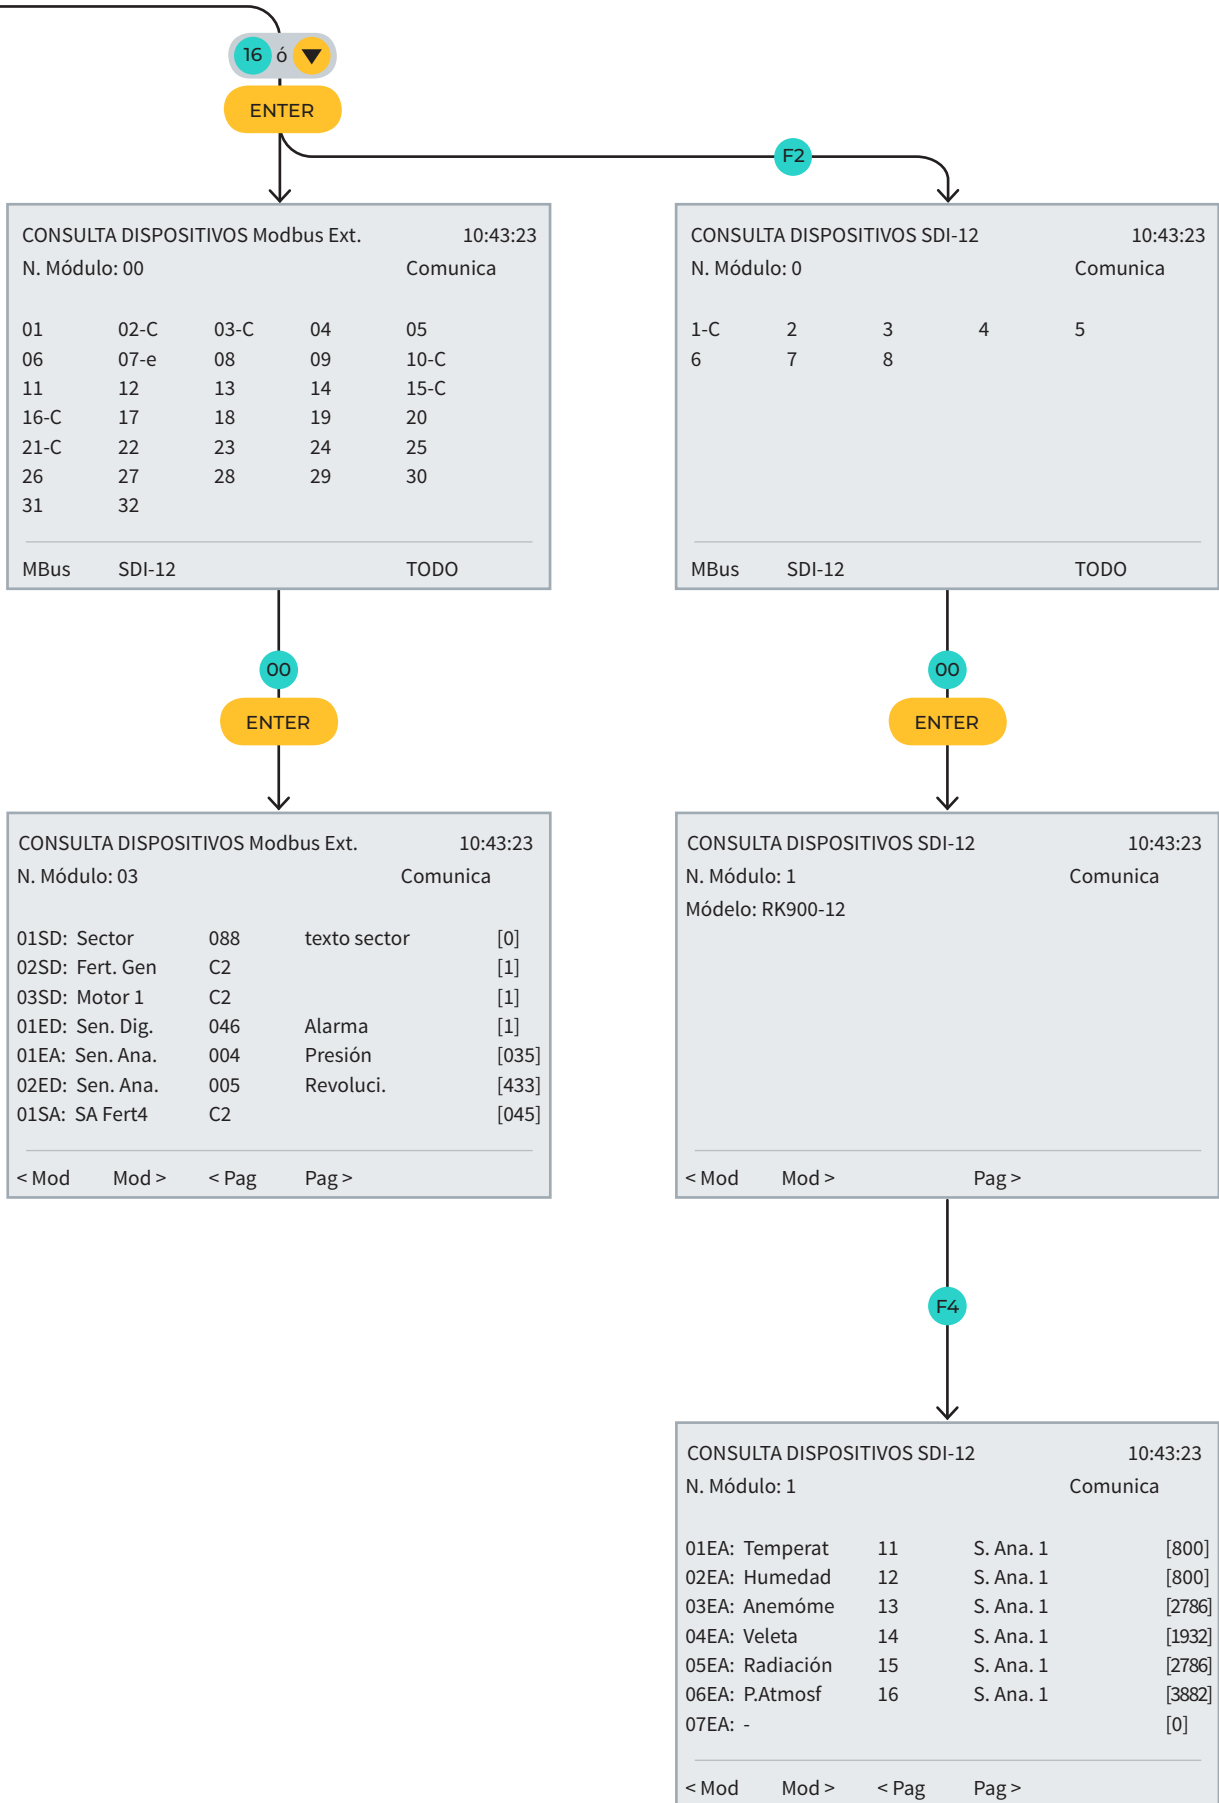 16 ó
ENTER
F2
CONSULTA DISPOSITIVOS Modbus Ext. 10:43:23
N. Módulo: 00 Comunica
01 02-C 03-C 04 05
06 07-e 08 09 10-C
11 12 13 14 15-C
16-C 17 18 19 20
21-C 22 23 24 25
26 27 28 29 30
31 32
MBus SDI-12 TODO
CONSULTA DISPOSITIVOS SDI-12 10:43:23
N. Módulo: 0 Comunica
1-C 2 3 4 5
6 7 8
MBus SDI-12 TODO
00
ENTER
00
ENTER
CONSULTA DISPOSITIVOS Modbus Ext. 10:43:23
N. Módulo: 03 Comunica
01SD: Sector 088 texto sector [0]
02SD: Fert. Gen C2 [1]
03SD: Motor 1 C2 [1]
01ED: Sen. Dig. 046 Alarma [1]
01EA: Sen. Ana. 004 Presión [035]
02ED: Sen. Ana. 005 Revoluci. [433]
01SA: SA Fert4 C2 [045]
< Mod Mod > < Pag Pag >
CONSULTA DISPOSITIVOS SDI-12 10:43:23
N. Módulo: 1 Comunica
Módelo: RK900-12
< Mod Mod > Pag >
F4
CONSULTA DISPOSITIVOS SDI-12 10:43:23
N. Módulo: 1 Comunica
01EA: Temperat 11 S. Ana. 1 [800]
02EA: Humedad 12 S. Ana. 1 [800]
03EA: Anemóme 13 S. Ana. 1 [2786]
04EA: Veleta 14 S. Ana. 1 [1932]
05EA: Radiación 15 S. Ana. 1 [2786]
06EA: P.Atmosf 16 S. Ana. 1 [3882]
07EA: - [0]
< Mod Mod > < Pag Pag >